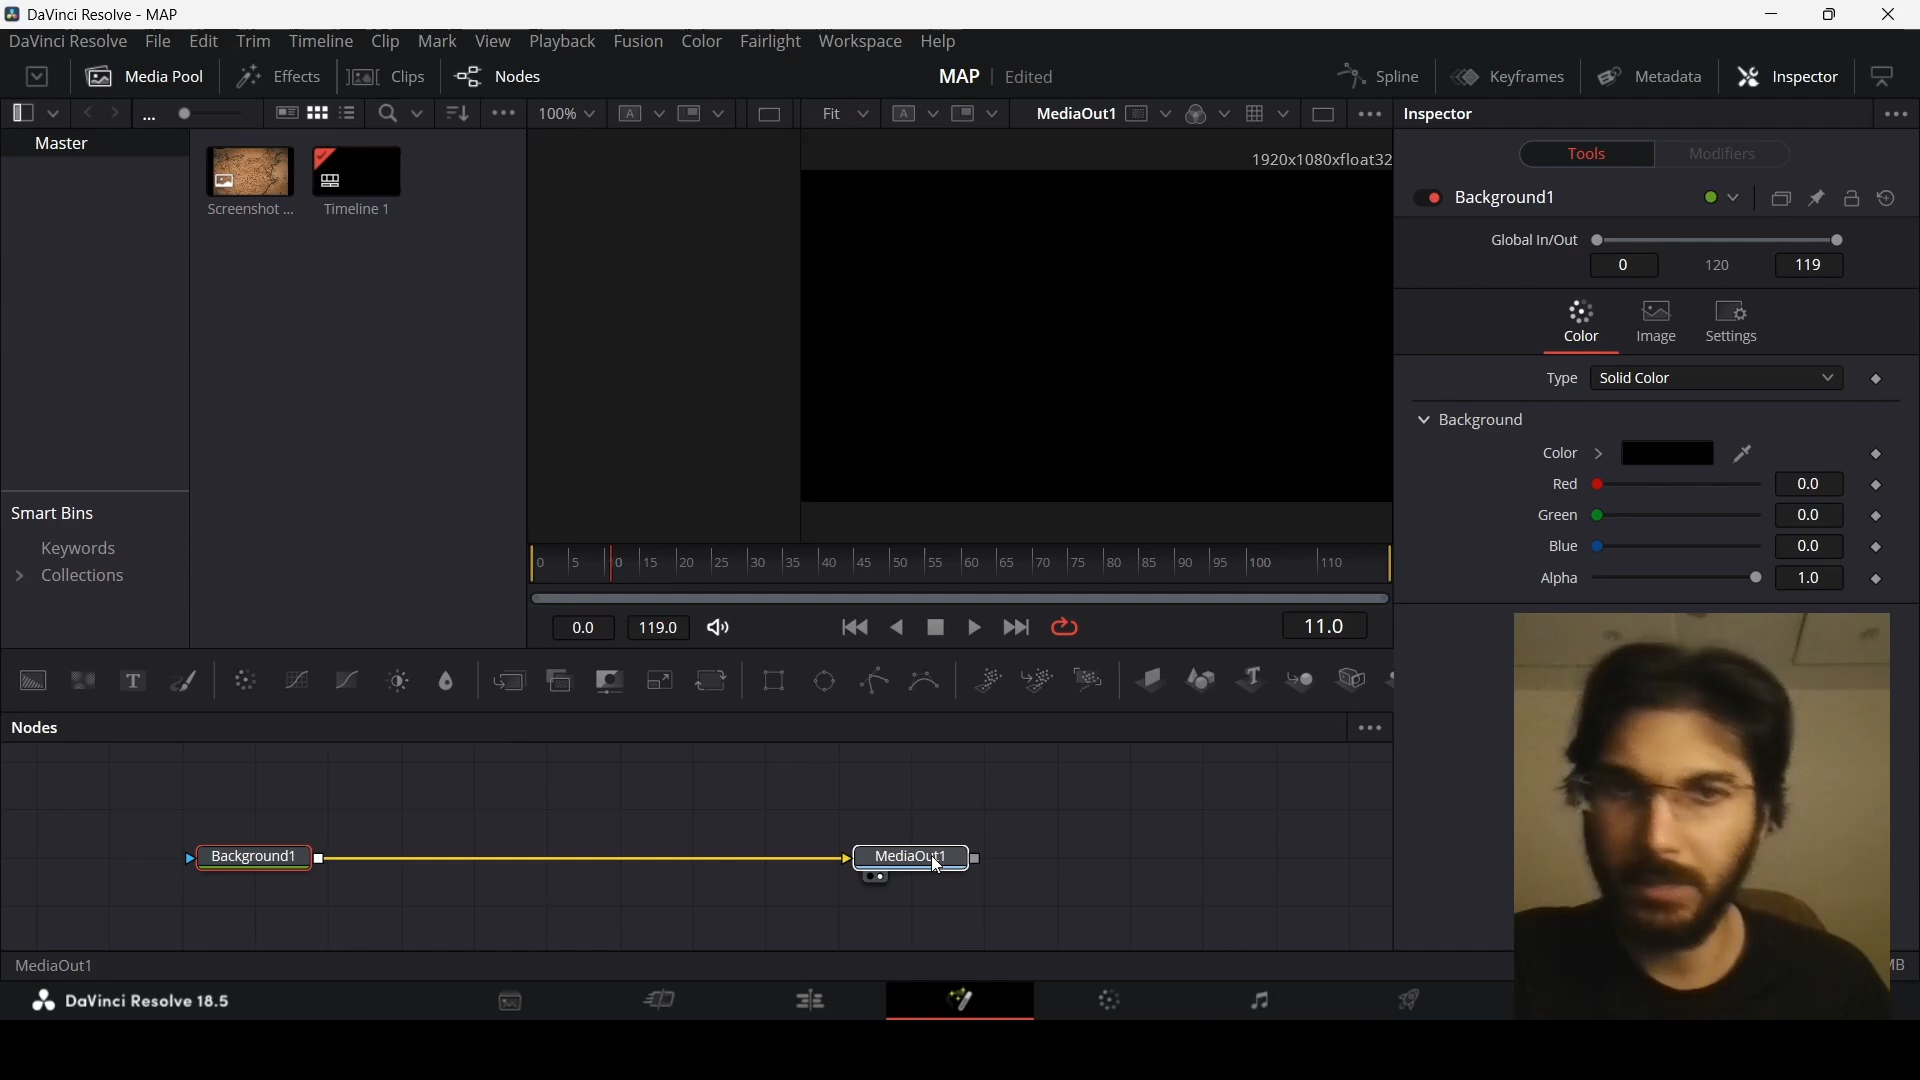 DaVinci Resolve - MAP
DaVinci Resolve File Edit Trim Timeline Clip Mark View Playback Fusion Color Fairlight Workspace Help
Media Pool Effects Clips Nodes MAP Edited Spline Keyframes Metadata Inspector
... 100% Fit MediaOut1 Inspector
Master
Screenshot ...
Timeline 1
1920x1080xfloat32
Tools Modifiers
Background1
Global In/Out
0 120 119
Color Image Settings
Type Solid Color
Background
Color
Red 0.0
Green 0.0
Blue 0.0
Alpha 1.0
Smart Bins
Keywords
Collections
0 5 10 15 20 25 30 35 40 45 50 55 60 65 70 75 80 85 90 95 100 110
0.0 119.0 11.0
T T
Nodes
Background1 MediaOut1
MediaOut1
MB
DaVinci Resolve 18.5